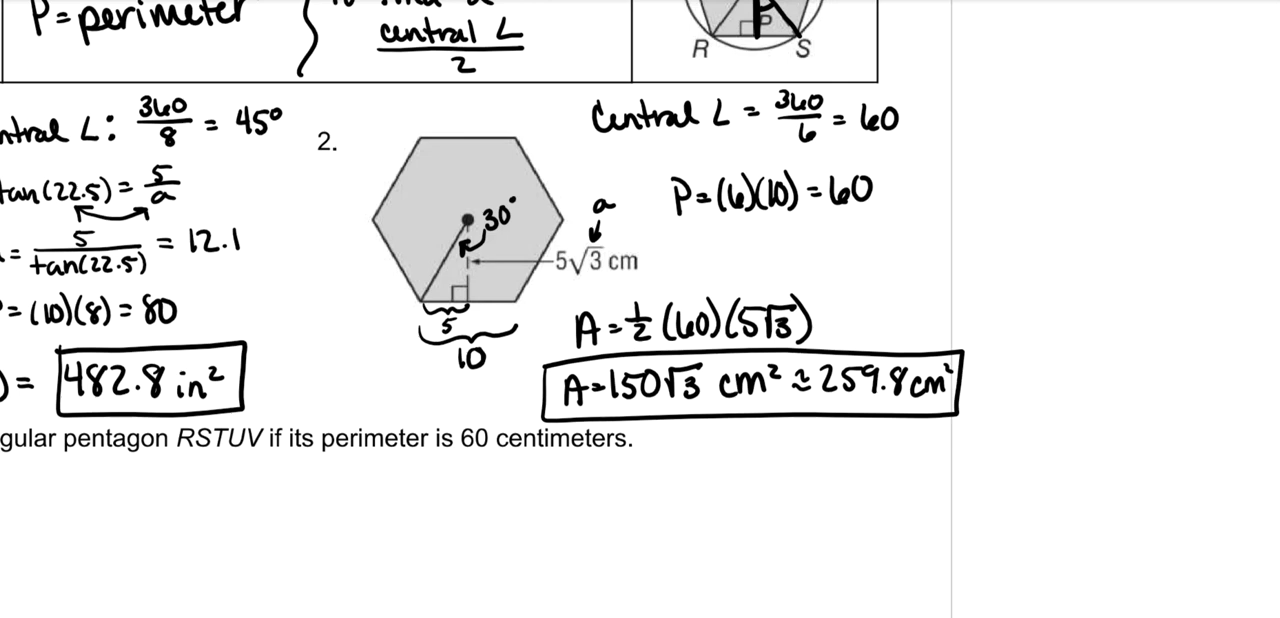 P = perimeter
central ∠
2
P
R S
ntral ∠: 360/8 = 45°
tan(22.5) = 5/a
= 5/tan(22.5) = 12.1
= (10)(8) = 80
= 482.8 in²
2.
30°
a
5√3 cm
5
10
Central ∠ = 360/6 = 60
P = (6)(10) = 60
A = 1/2 (60)(5√3)
A = 150√3 cm² ≈ 259.8 cm²
gular pentagon RSTUV if its perimeter is 60 centimeters.